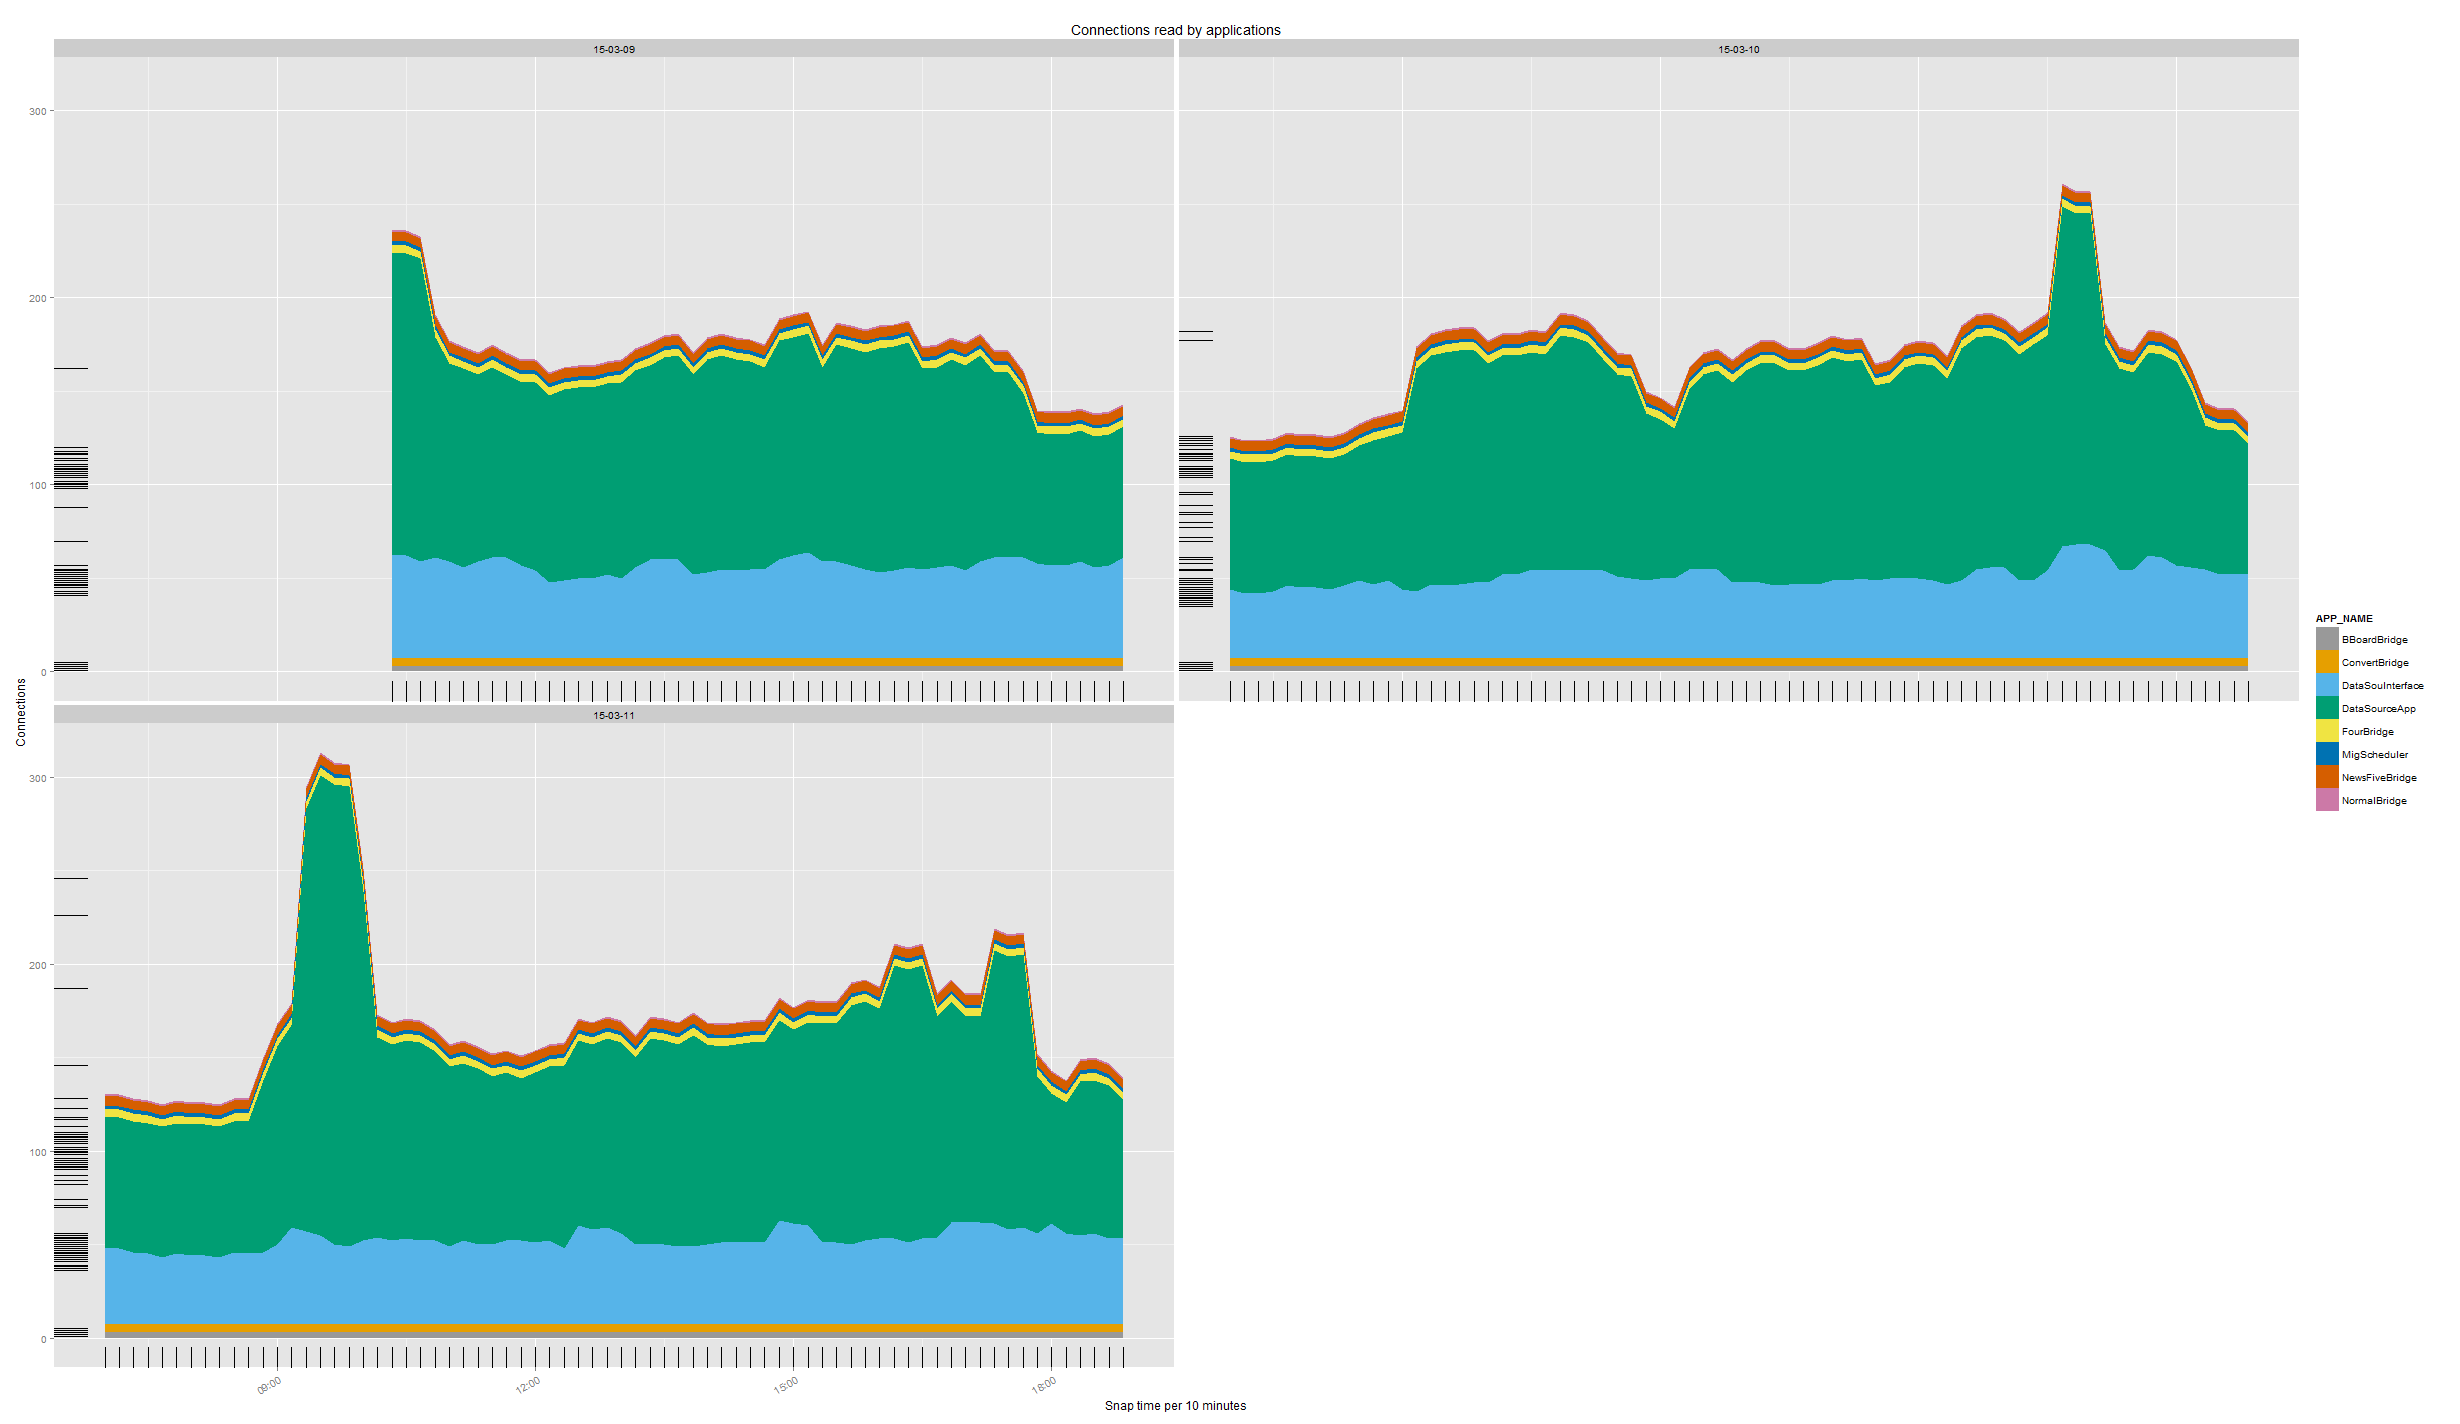 Connections read by applications
15-03-09
15-03-10
300
200
100
0
15-03-11
300
200
100
0
Connections
09:00
12:00
15:00
18:00
Snap time per 10 minutes
APP_NAME
BBoardBridge
ConvertBridge
DataSouInterface
DataSourceApp
FourBridge
MigScheduler
NewsFiveBridge
NormalBridge